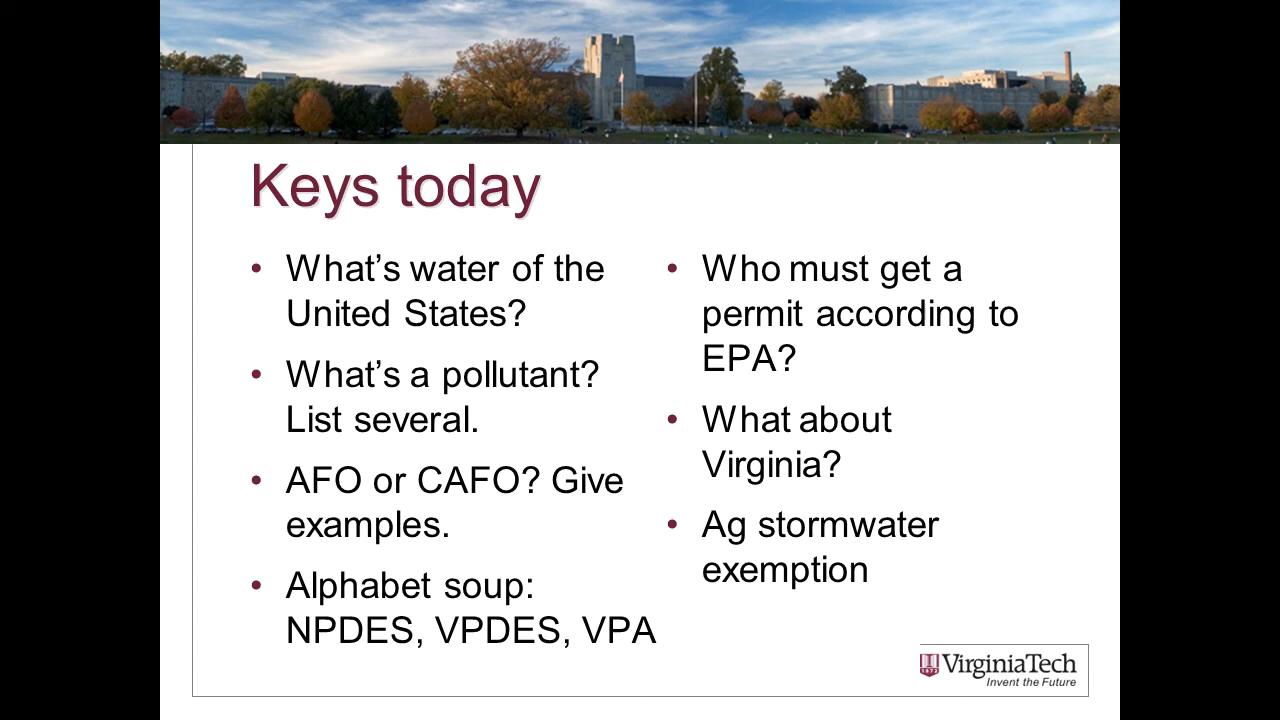 Keys today
• What’s water of the
United States?
• What’s a pollutant?
List several.
• AFO or CAFO? Give
examples.
• Alphabet soup:
NPDES, VPDES, VPA
• Who must get a
permit according to
EPA?
• What about
Virginia?
• Ag stormwater
exemption
1872
VirginiaTech
Invent the Future